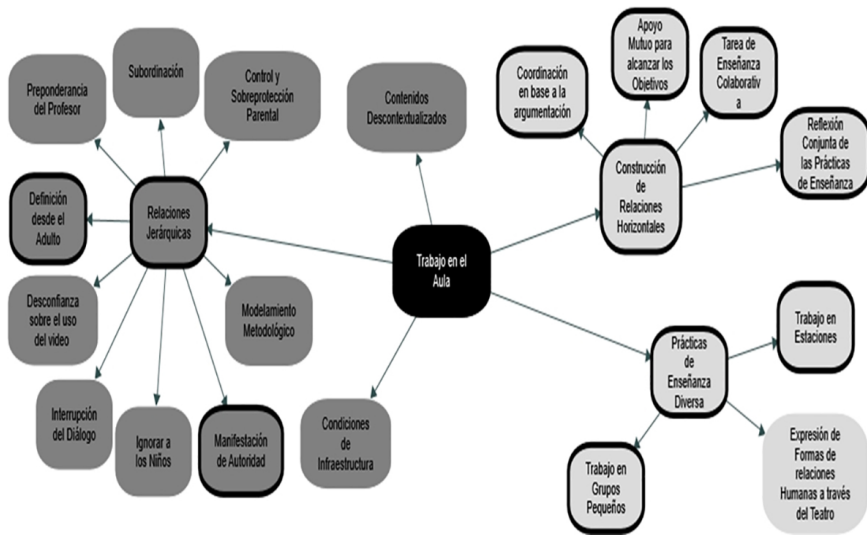 Subordinación
Control y
Sobreprotección
Parental
Preponderancia
del Profesor
Definición
desde el
Adulto
Relaciones
Jerárquicas
Desconfianza
sobre el uso
del video
Modelamiento
Metodológico
Interrupción
del Diálogo
Ignorar a
los Niños
Manifestación
de Autoridad
Contenidos
Descontextualizados
Trabajo en el
Aula
Condiciones
de
Infraestructura
Coordinación
en base a la
argumentación
Apoyo
Mutuo para
alcanzar los
Objetivos
Tarea de
Enseñanza
Colaborativ
a
Construcción
de
Relaciones
Horizontales
Reflexión
Conjunta de
las Prácticas
de Enseñanza
Prácticas
de
Enseñanza
Diversa
Trabajo en
Estaciones
Trabajo en
Grupos
Pequeños
Expresión de
Formas de
relaciones
Humanas a través
del Teatro